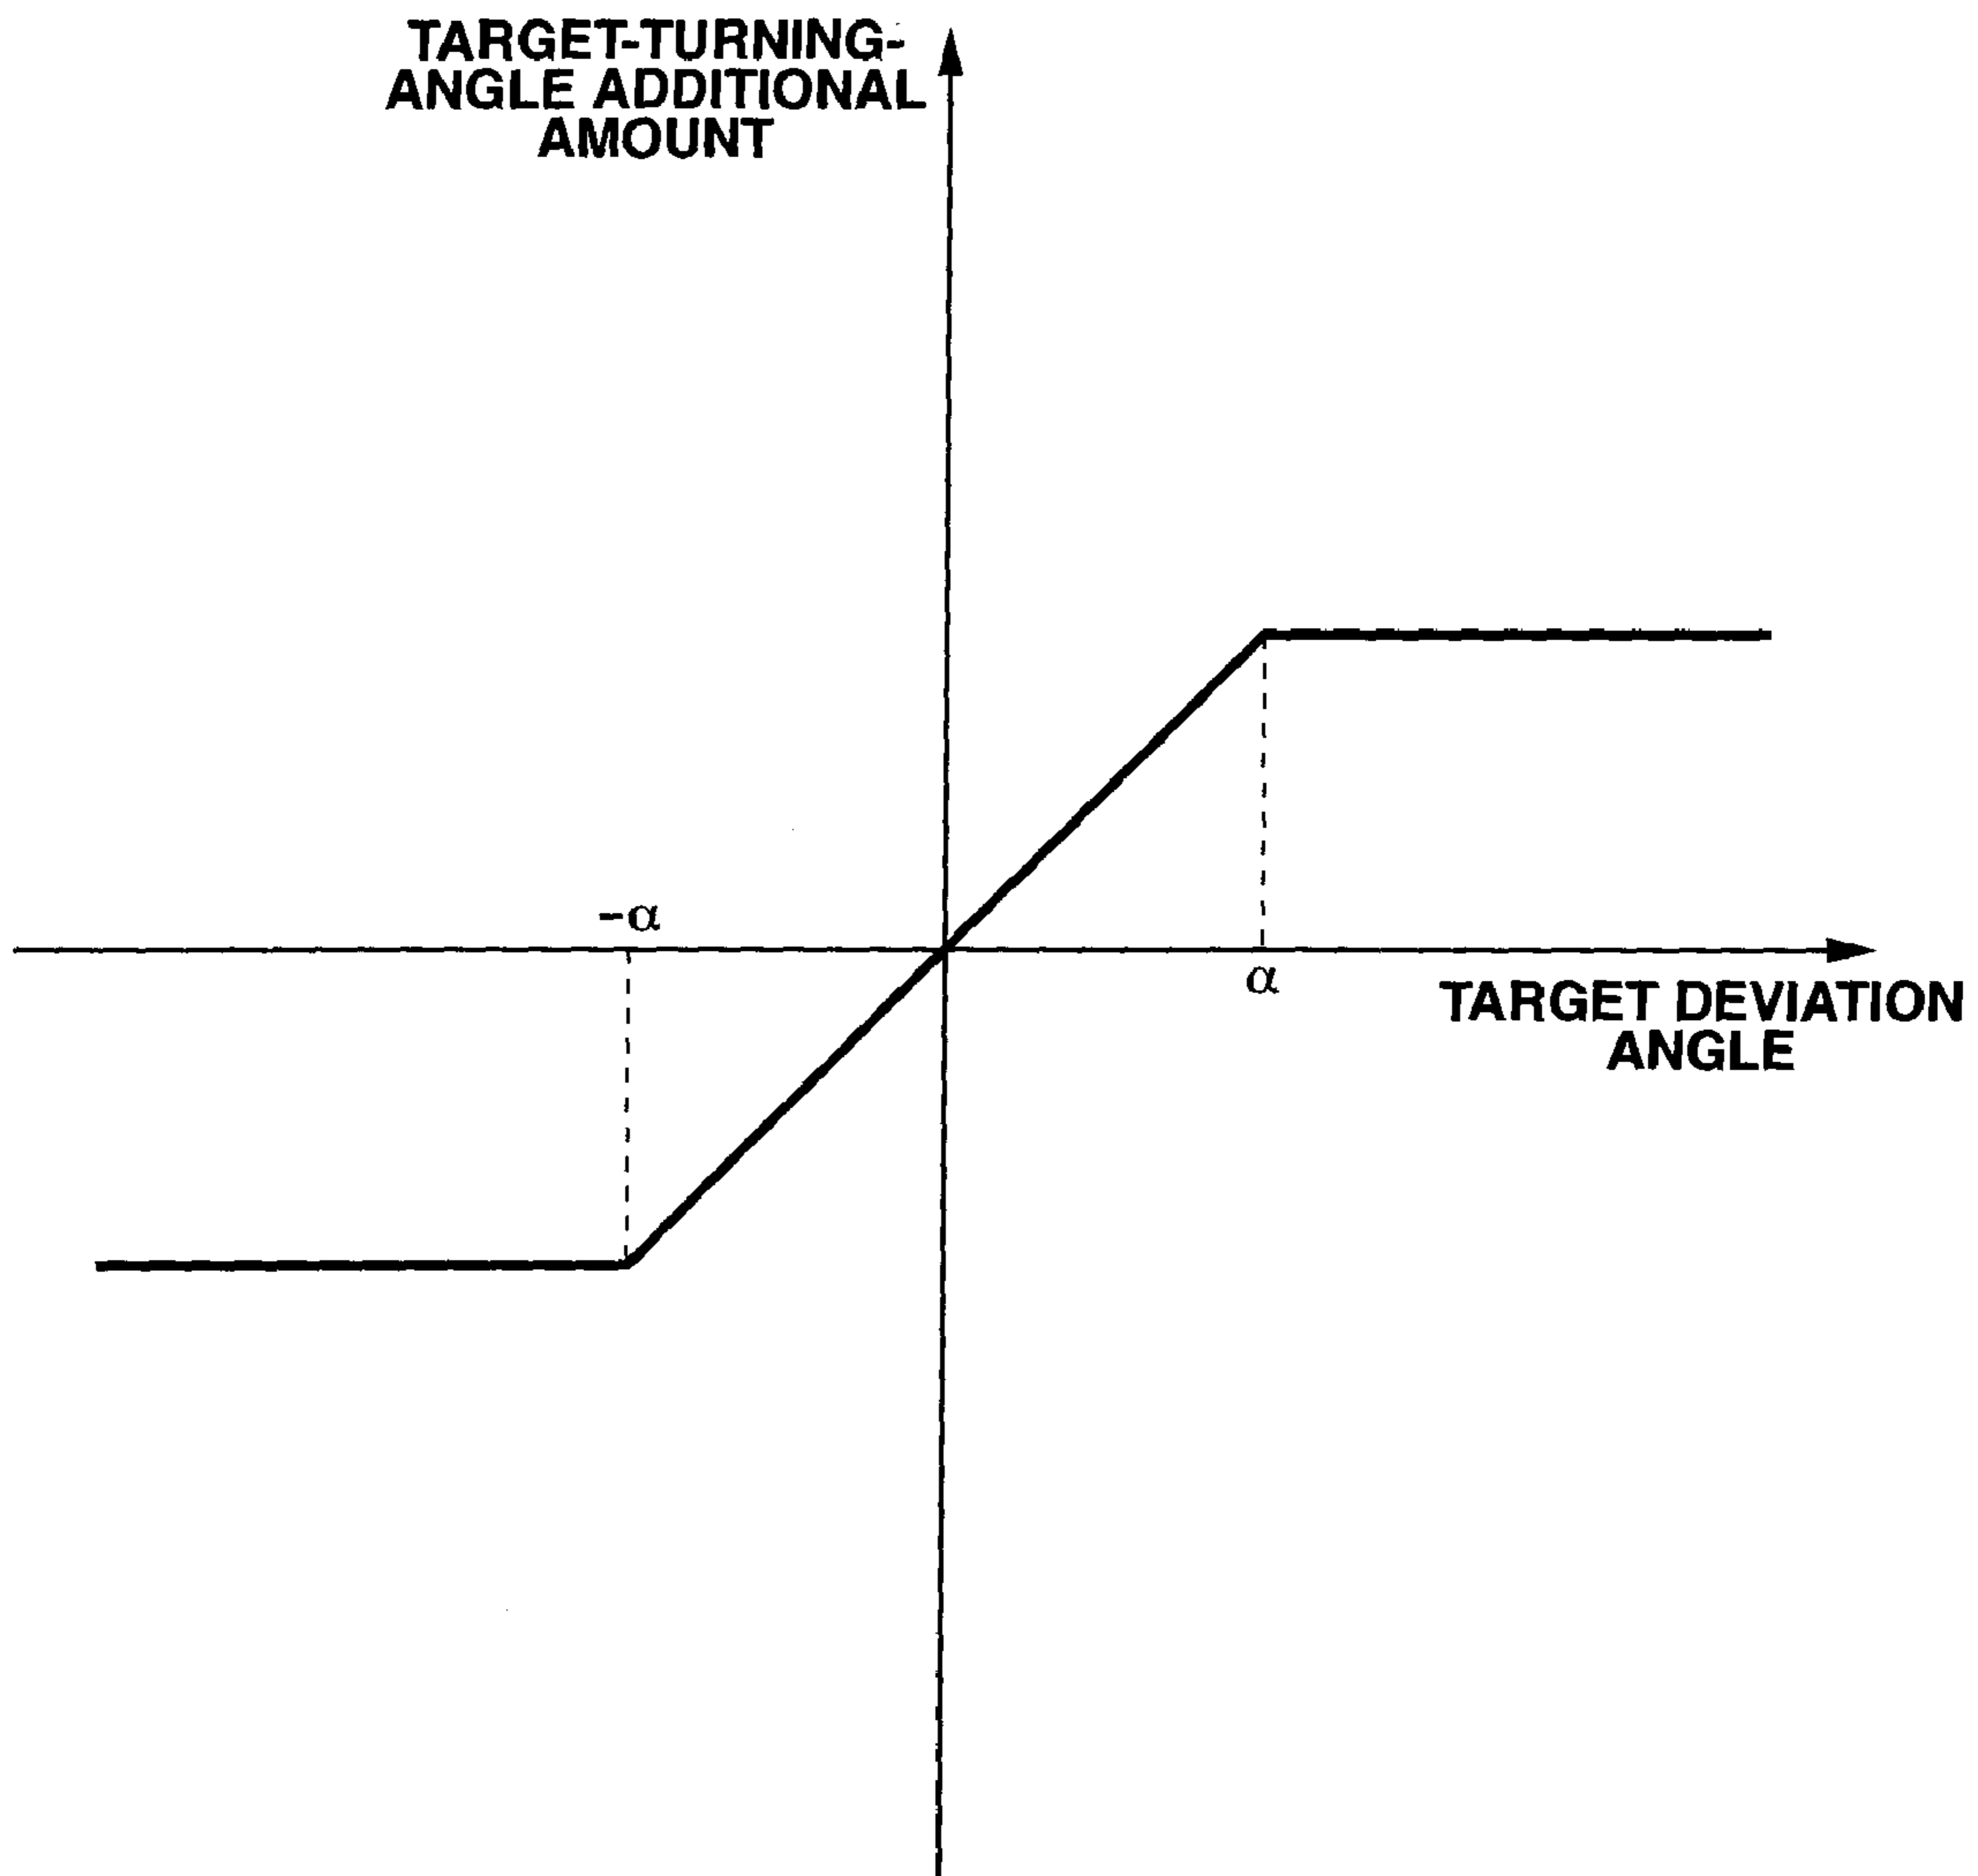 TARGET-TURNING-
ANGLE ADDITIONAL
AMOUNT
-α
α
TARGET DEVIATION
ANGLE